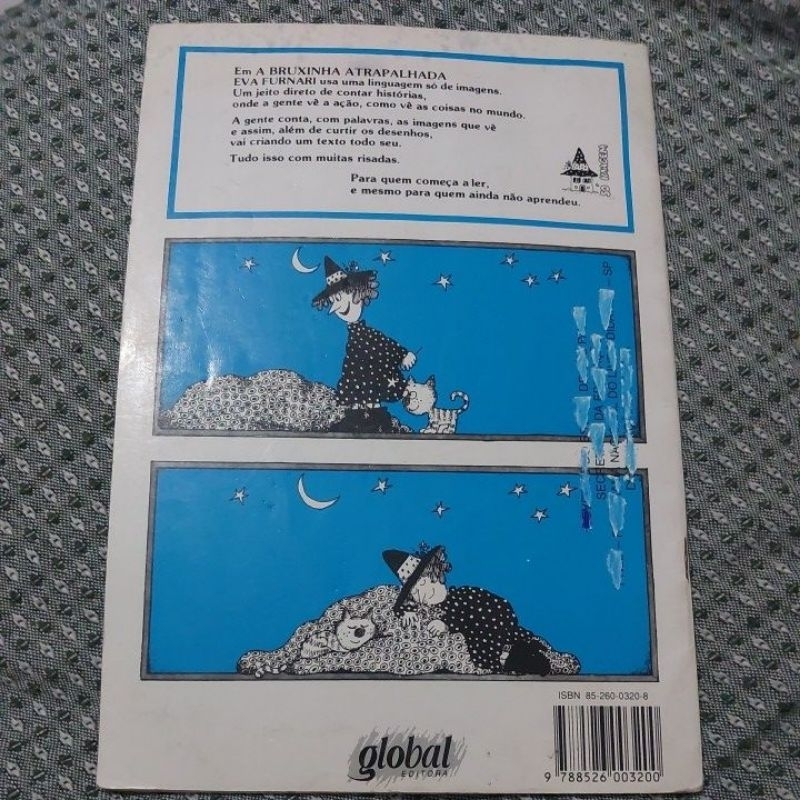 Em A BRUXINHA ATRAPALHADA
EVA FURNARI usa uma linguagem só de imagens.
Um jeito direto de contar histórias,
onde a gente vê a ação, como vê as coisas no mundo.
A gente conta, com palavras, as imagens que vê
e assim, além de curtir os desenhos,
vai criando um texto todo seu.
Tudo isso com muitas risadas.
Para quem começa a ler,
e mesmo para quem ainda não aprendeu.
SÓ IMAGEM
SP
ISBN 85-260-0320-8
global
EDITORA
9 788526 003200